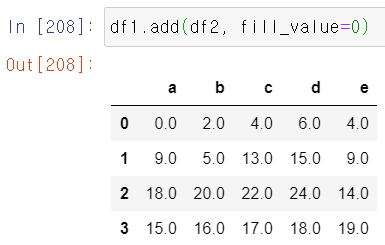 In [208]: df1.add(df2, fill_value=0)
Out[208]:
a b c d e
0 0.0 2.0 4.0 6.0 4.0
1 9.0 5.0 13.0 15.0 9.0
2 18.0 20.0 22.0 24.0 14.0
3 15.0 16.0 17.0 18.0 19.0